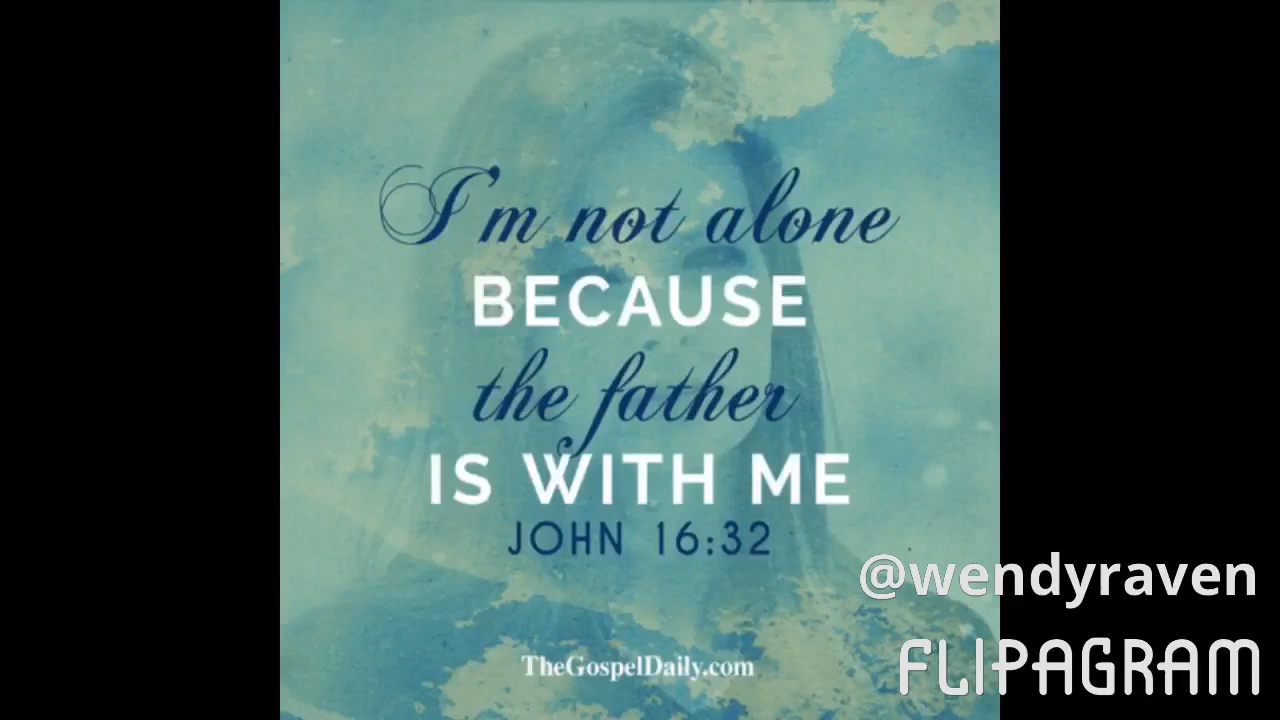 I'm not alone
BECAUSE
the father
IS WITH ME
JOHN 16:32
@wendyraven
FLIPAGRAM
TheGospelDaily.com